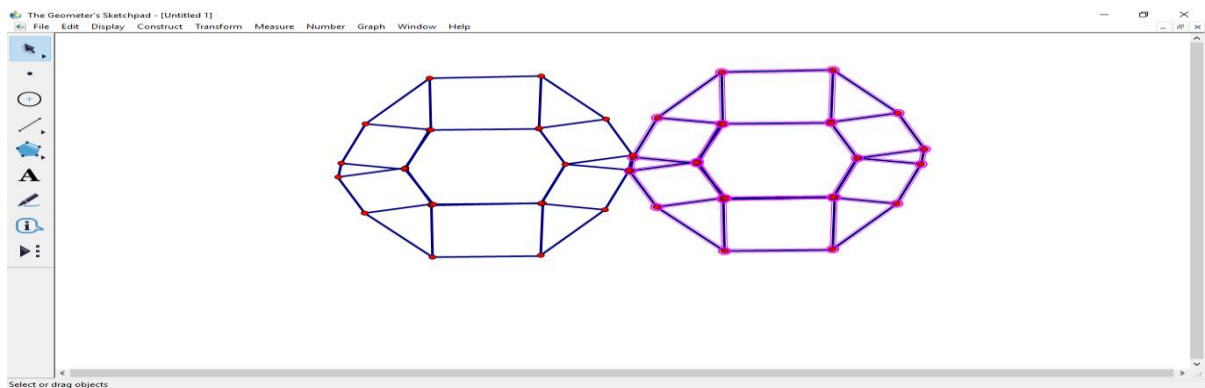 The Geometer's Sketchpad - [Untitled 1]
File Edit Display Construct Transform Measure Number Graph Window Help
A
i
Select or drag objects